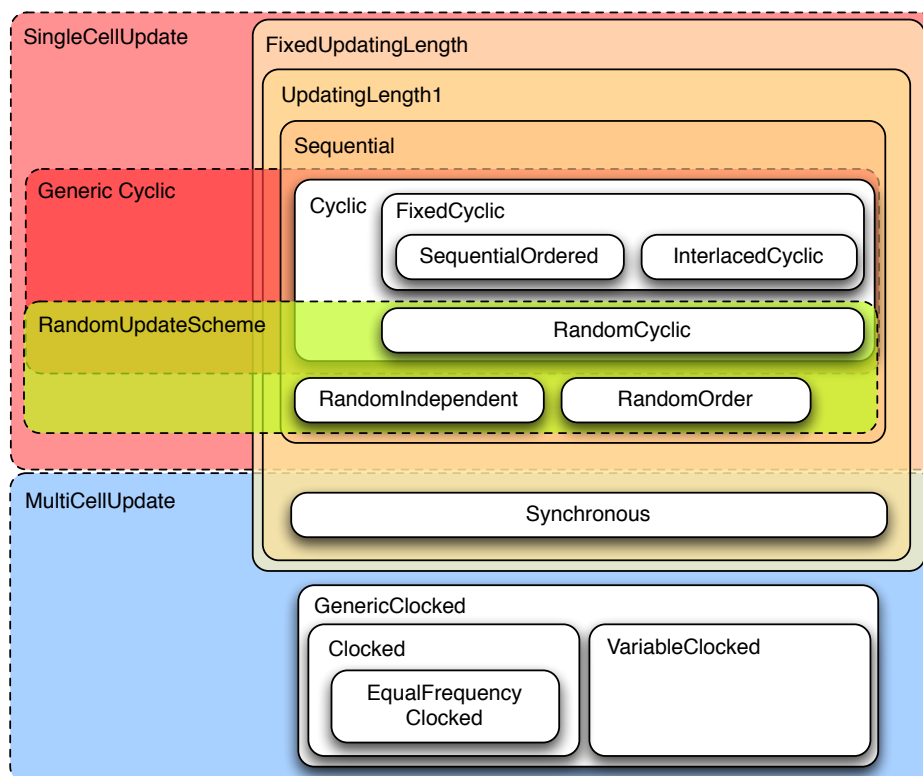 SingleCellUpdate
FixedUpdatingLength
UpdatingLength1
Sequential
Generic Cyclic
Cyclic
FixedCyclic
SequentialOrdered
InterlacedCyclic
RandomUpdateScheme
RandomCyclic
RandomIndependent
RandomOrder
MultiCellUpdate
Synchronous
GenericClocked
Clocked
VariableClocked
EqualFrequency
Clocked